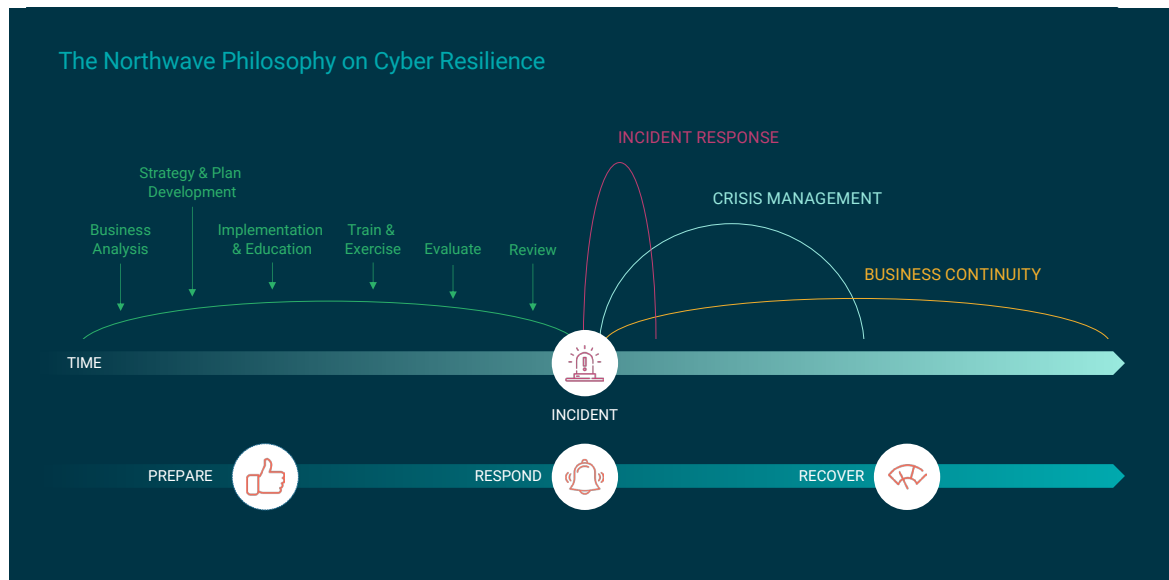 The Northwave Philosophy on Cyber Resilience
INCIDENT RESPONSE
Strategy & Plan
Development
CRISIS MANAGEMENT
Business
Analysis
Implementation
& Education
Train &
Exercise
Evaluate
Review
BUSINESS CONTINUITY
TIME
INCIDENT
PREPARE
RESPOND
RECOVER